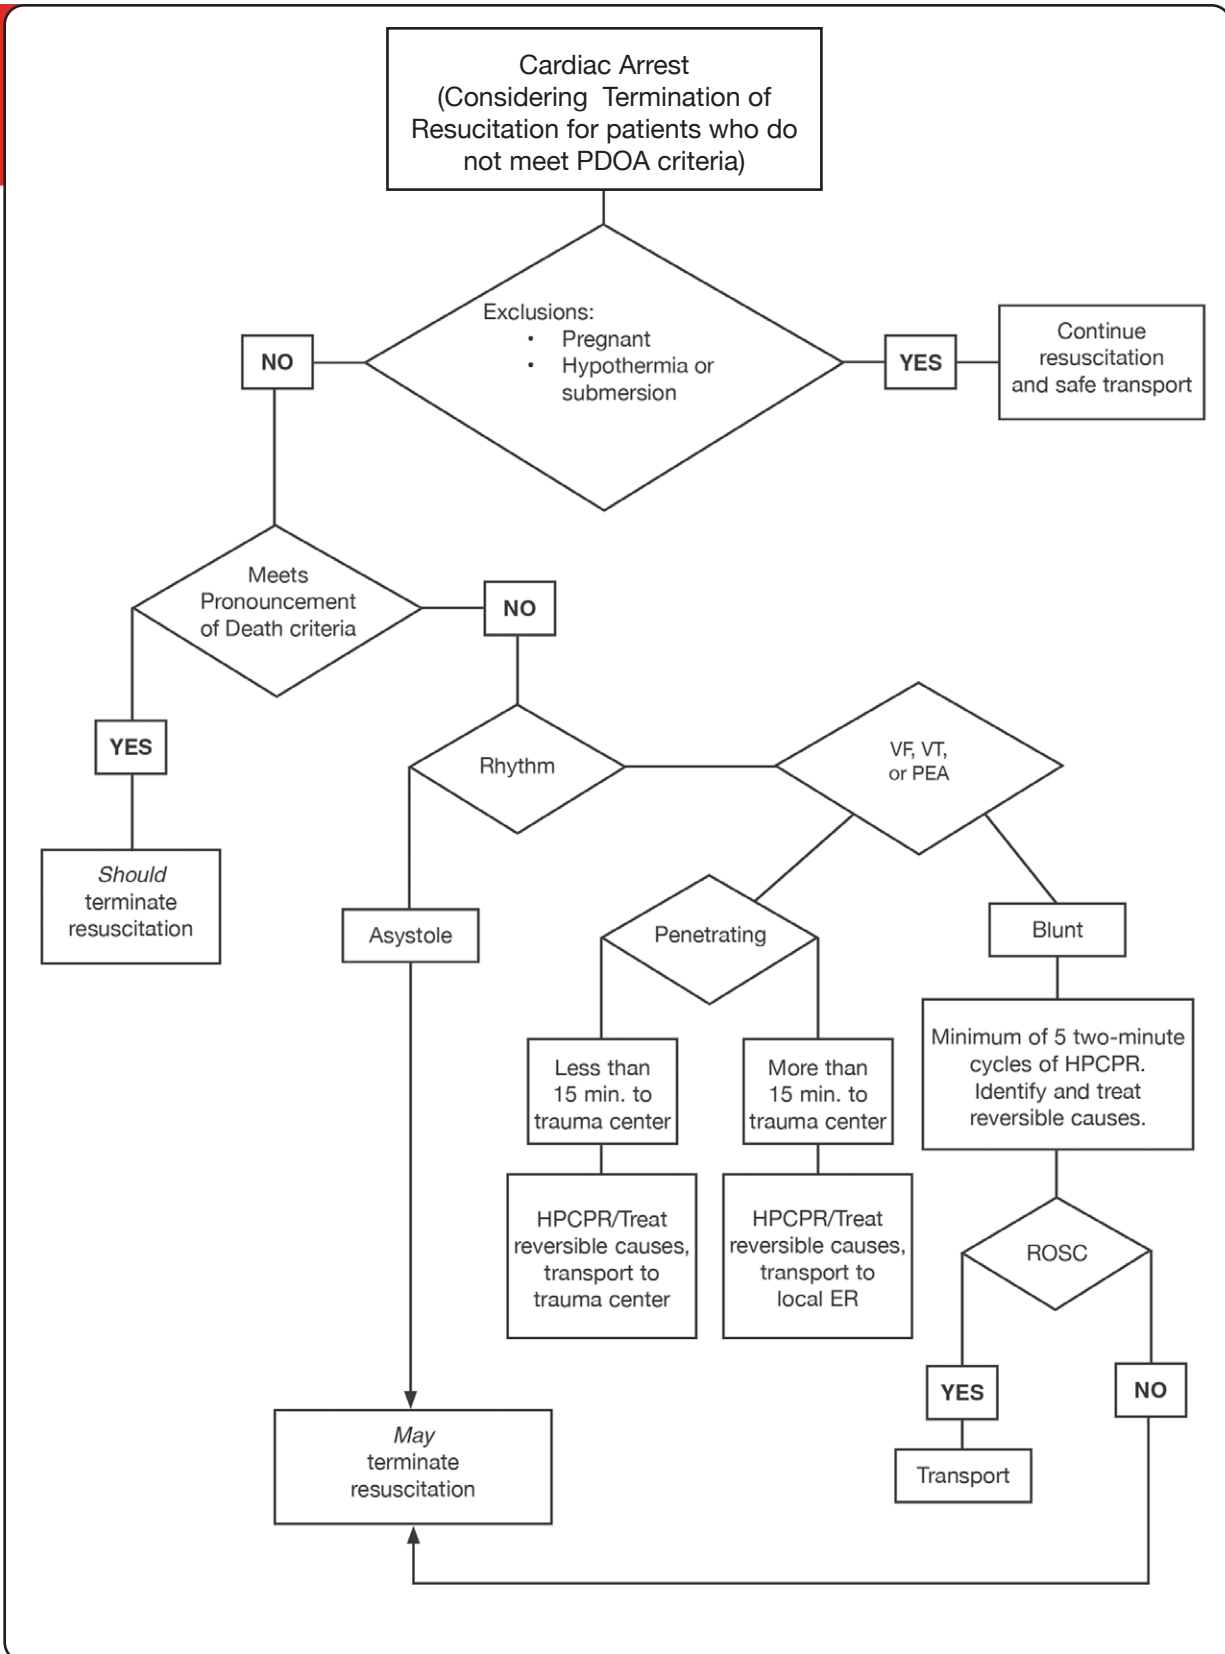 Cardiac Arrest
(Considering Termination of
Resucitation for patients who do
not meet PDOA criteria)
Exclusions:
• Pregnant
• Hypothermia or
submersion
NO
YES
Continue
resuscitation
and safe transport
Meets
Pronouncement
of Death criteria
NO
YES
Should
terminate
resuscitation
Rhythm
VF, VT,
or PEA
Asystole
Penetrating
Blunt
Less than
15 min. to
trauma center
More than
15 min. to
trauma center
Minimum of 5 two-minute
cycles of HPCPR.
Identify and treat
reversible causes.
HPCPR/Treat
reversible causes,
transport to
trauma center
HPCPR/Treat
reversible causes,
transport to
local ER
ROSC
YES
NO
Transport
May
terminate
resuscitation